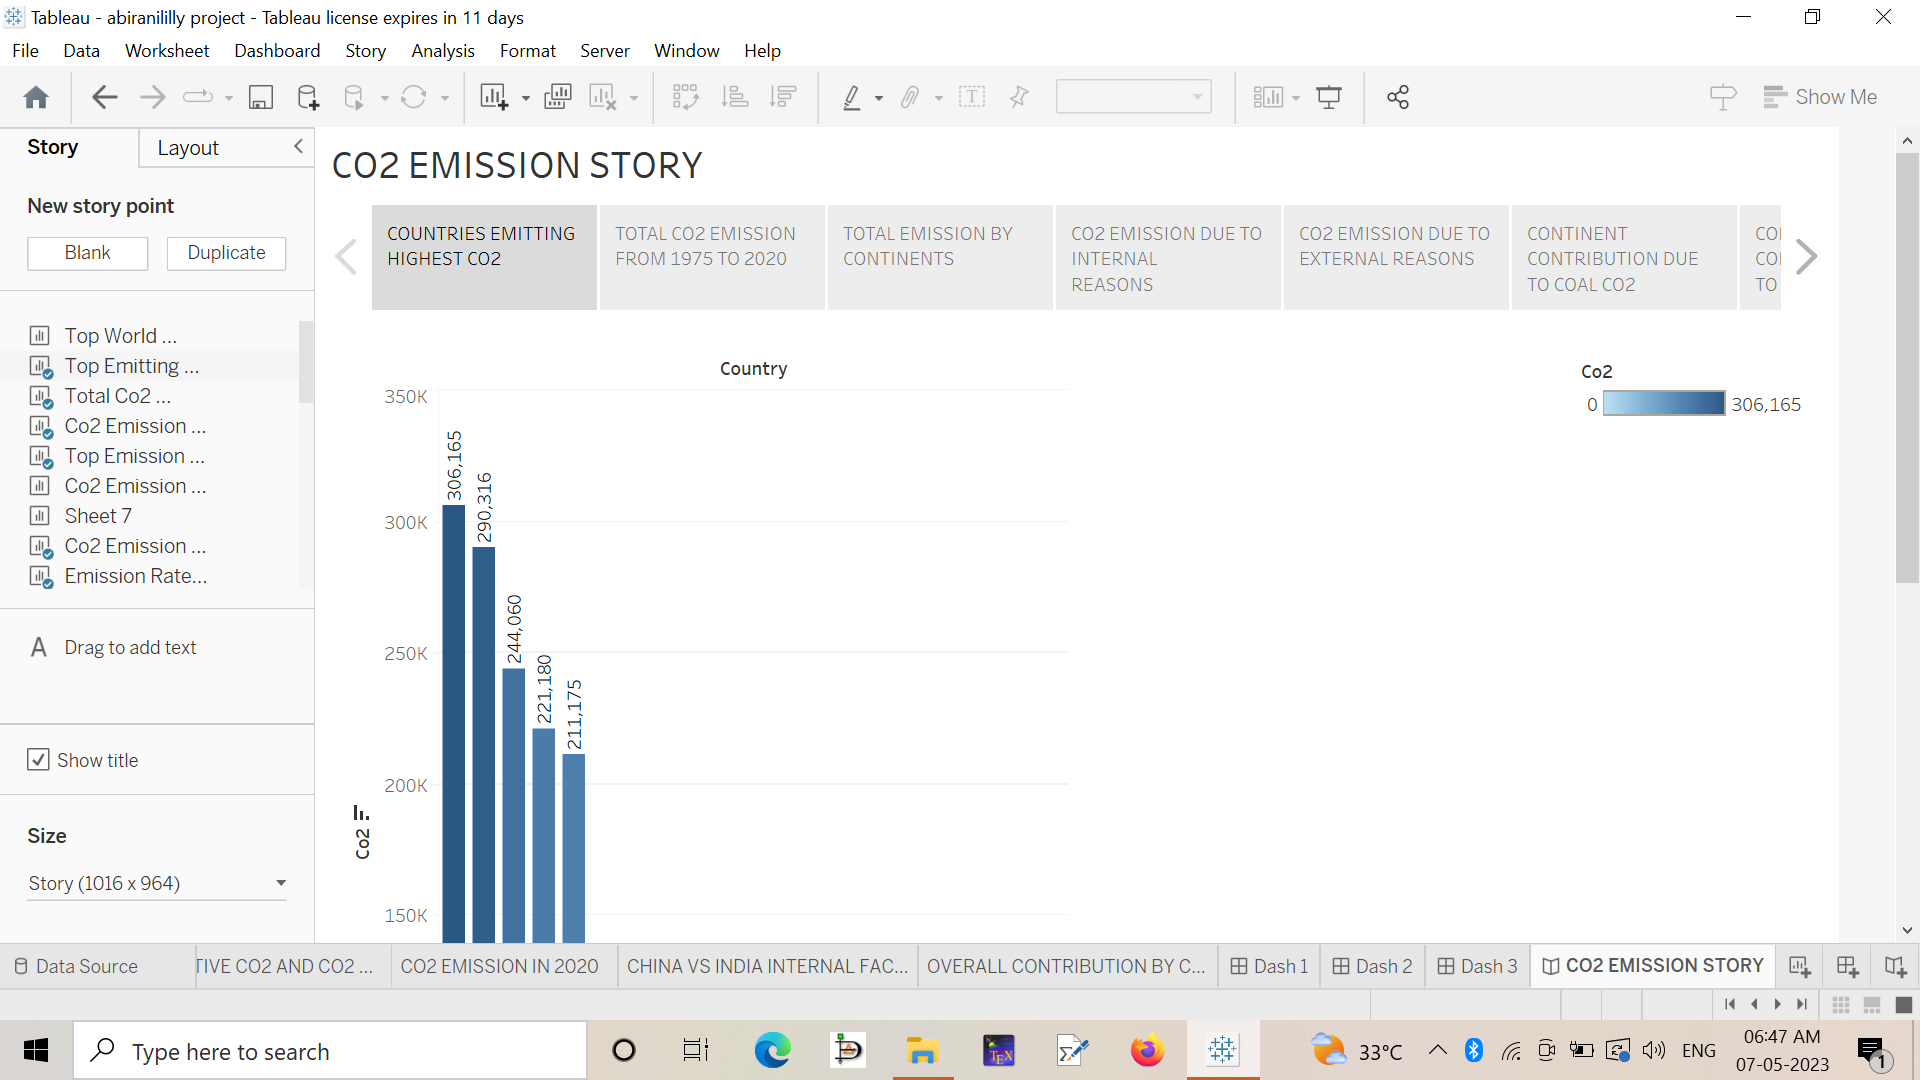 Tableau - abiranililly project - Tableau license expires in 11 days
File Data Worksheet Dashboard Story Analysis Format Server Window Help
Show Me
Story Layout
New story point
Blank Duplicate
Top World ...
Top Emitting ...
Total Co2 ...
Co2 Emission ...
Top Emission ...
Co2 Emission ...
Sheet 7
Co2 Emission ...
Emission Rate...
A Drag to add text
Show title
Size
Story (1016 x 964)
CO2 EMISSION STORY
COUNTRIES EMITTING
HIGHEST CO2
TOTAL CO2 EMISSION
FROM 1975 TO 2020
TOTAL EMISSION BY
CONTINENTS
CO2 EMISSION DUE TO
INTERNAL
REASONS
CO2 EMISSION DUE TO
EXTERNAL REASONS
CONTINENT
CONTRIBUTION DUE
TO COAL CO2
TO
Country
350K
300K
250K
200K
150K
Co2
306,165
290,316
244,060
221,180
211,175
Co2
0 306,165
Data Source
TIVE CO2 AND CO2 ...
CO2 EMISSION IN 2020
CHINA VS INDIA INTERNAL FAC...
OVERALL CONTRIBUTION BY C...
Dash 1
Dash 2
Dash 3
CO2 EMISSION STORY
Type here to search
TEX
33°C
ENG
06:47 AM
07-05-2023
1